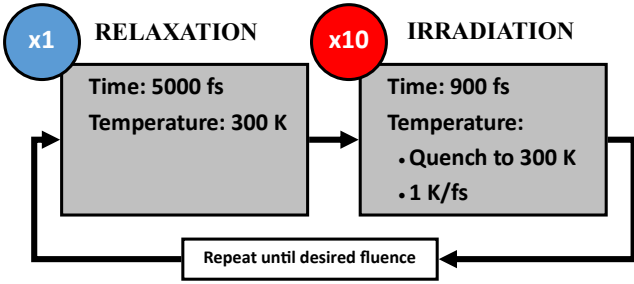 x1
RELAXATION
Time: 5000 fs
Temperature: 300 K
x10
IRRADIATION
Time: 900 fs
Temperature:
• Quench to 300 K
• 1 K/fs
Repeat until desired fluence